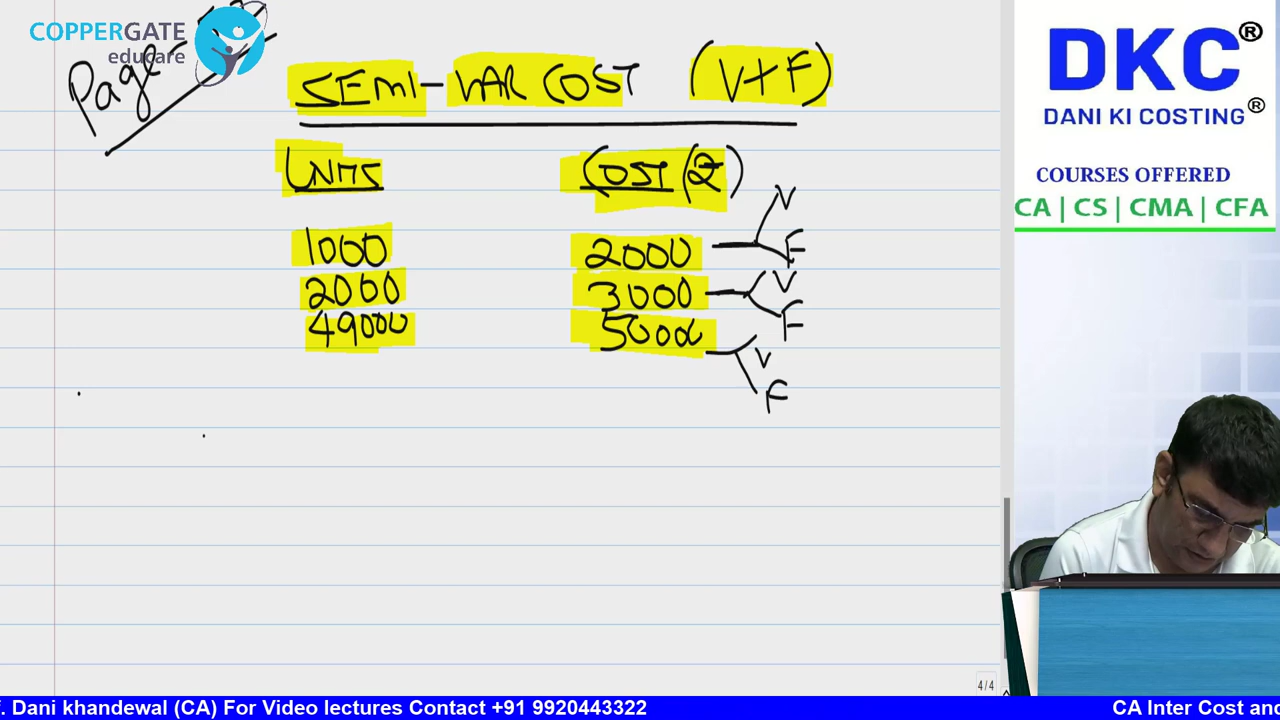 COPPERGATE
educare
Page
SEMI-VAR COST (V+F)
UNITS COST (₹)
1000 2000 V
F
2000 3000 V
F
49000 50000 V
F
DKC®
DANI KI COSTING®
COURSES OFFERED
CA | CS | CMA | CFA
4/4
f. Dani khandewal (CA) For Video lectures Contact +91 9920443322 CA Inter Cost and